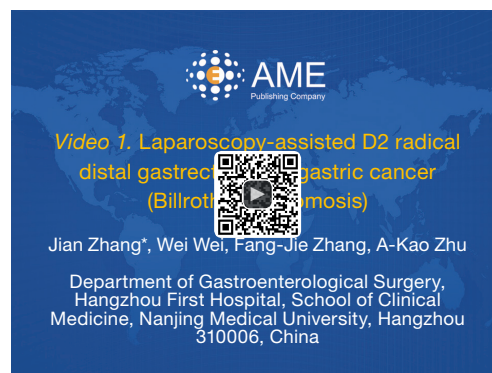 AME
Publishing Company
Video 1. Laparoscopy-assisted D2 radical
distal gastrec gastric cancer
(Billrot omosis)
Jian Zhang*, Wei Wei, Fang-Jie Zhang, A-Kao Zhu
Department of Gastroenterological Surgery,
Hangzhou First Hospital, School of Clinical
Medicine, Nanjing Medical University, Hangzhou
310006, China